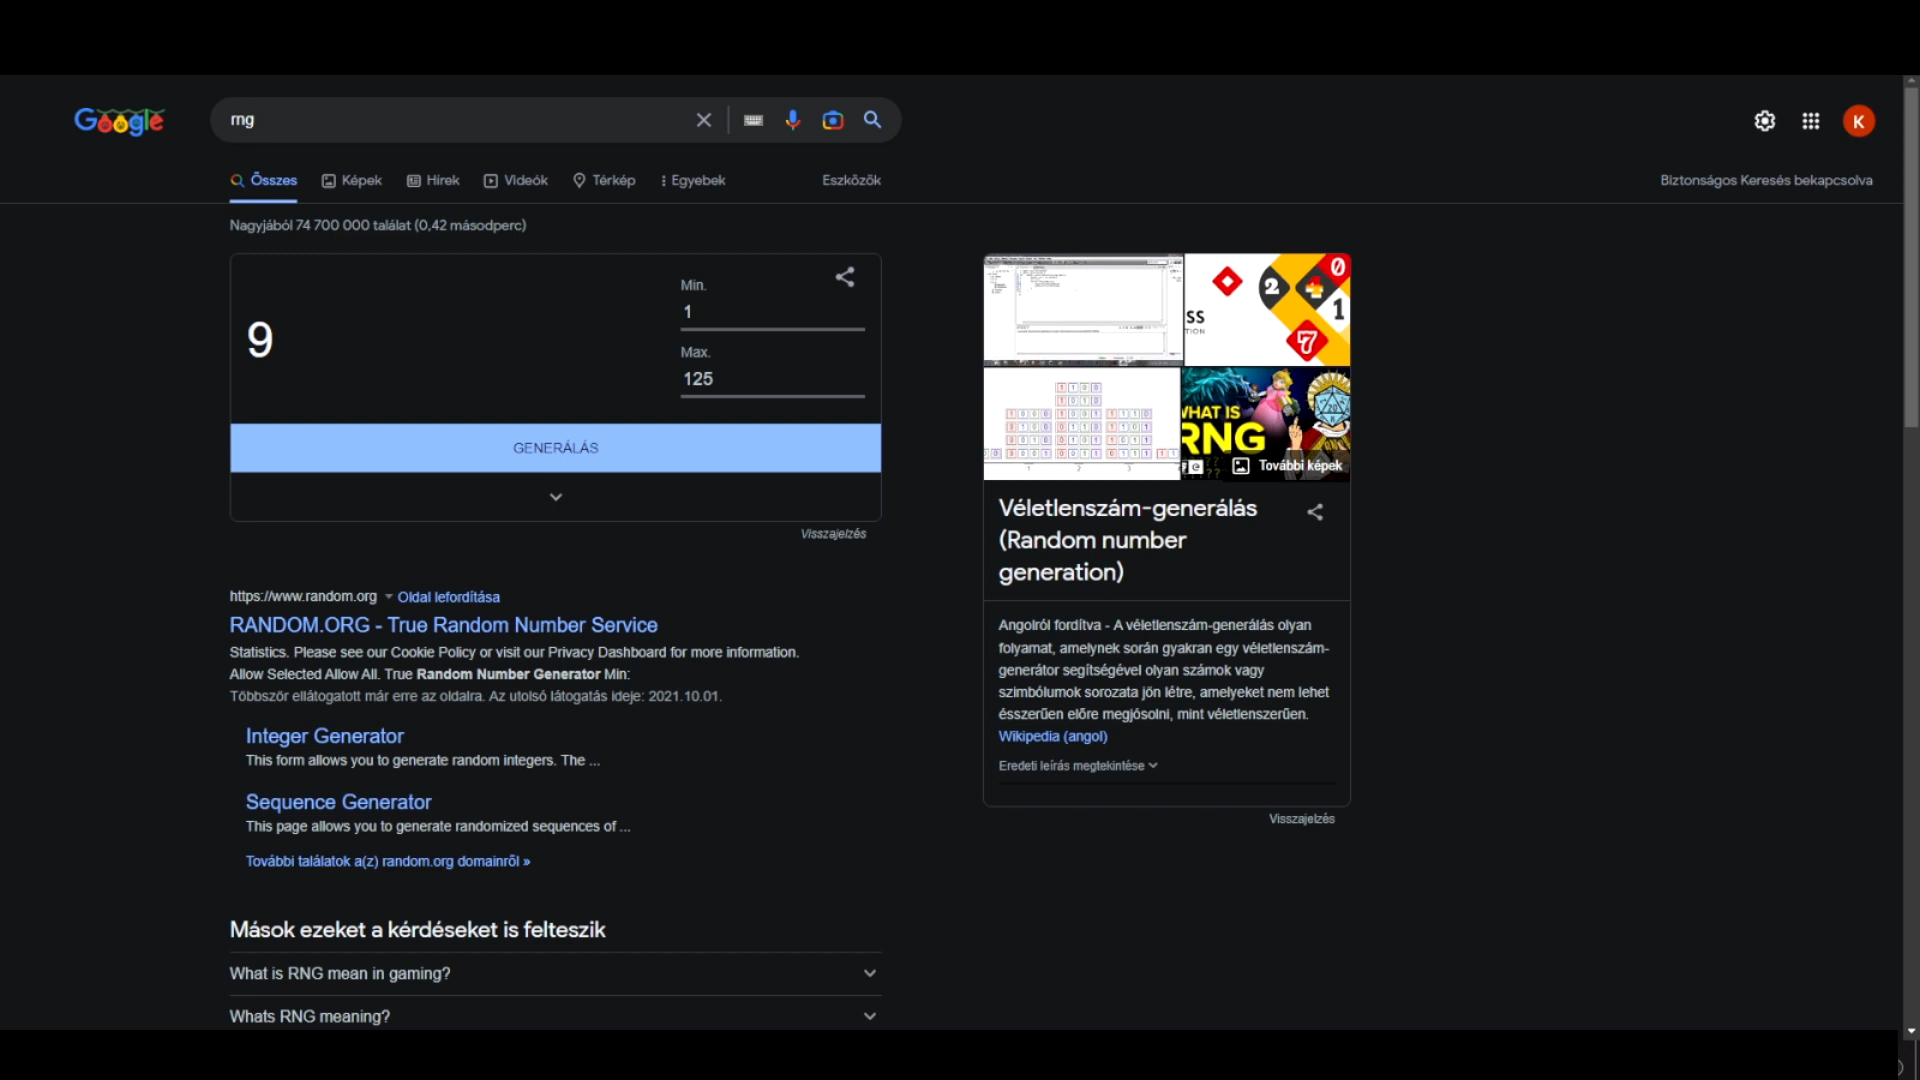 Google
rng
Összes
Képek
Hírek
Videók
Térkép
Egyebek
Eszközök
Biztonságos Keresés bekapcsolva
K
Nagyjából 74 700 000 találat (0,42 másodperc)
9
Min.
1
Max.
125
GENERÁLÁS
Visszajelzés
https://www.random.org
Oldal lefordítása
RANDOM.ORG - True Random Number Service
Statistics. Please see our Cookie Policy or visit our Privacy Dashboard for more information.
Allow Selected Allow All. True Random Number Generator Min:
Többször ellátogatott már erre az oldalra. Az utolsó látogatás ideje: 2021.10.01.
Integer Generator
This form allows you to generate random integers. The ...
Sequence Generator
This page allows you to generate randomized sequences of ...
További találatok a(z) random.org domainről »
Mások ezeket a kérdéseket is felteszik
What is RNG mean in gaming?
Whats RNG meaning?
SS
TION
0
2
4
1
7
WHAT IS
RNG
További képek
Véletlenszám-generálás
(Random number
generation)
Angolról fordítva - A véletlenszám-generálás olyan
folyamat, amelynek során gyakran egy véletlenszám-
generátor segítségével olyan számok vagy
szimbólumok sorozata jön létre, amelyeket nem lehet
ésszerűen előre megjósolni, mint véletlenszerűen.
Wikipedia (angol)
Eredeti leírás megtekintése
Visszajelzés